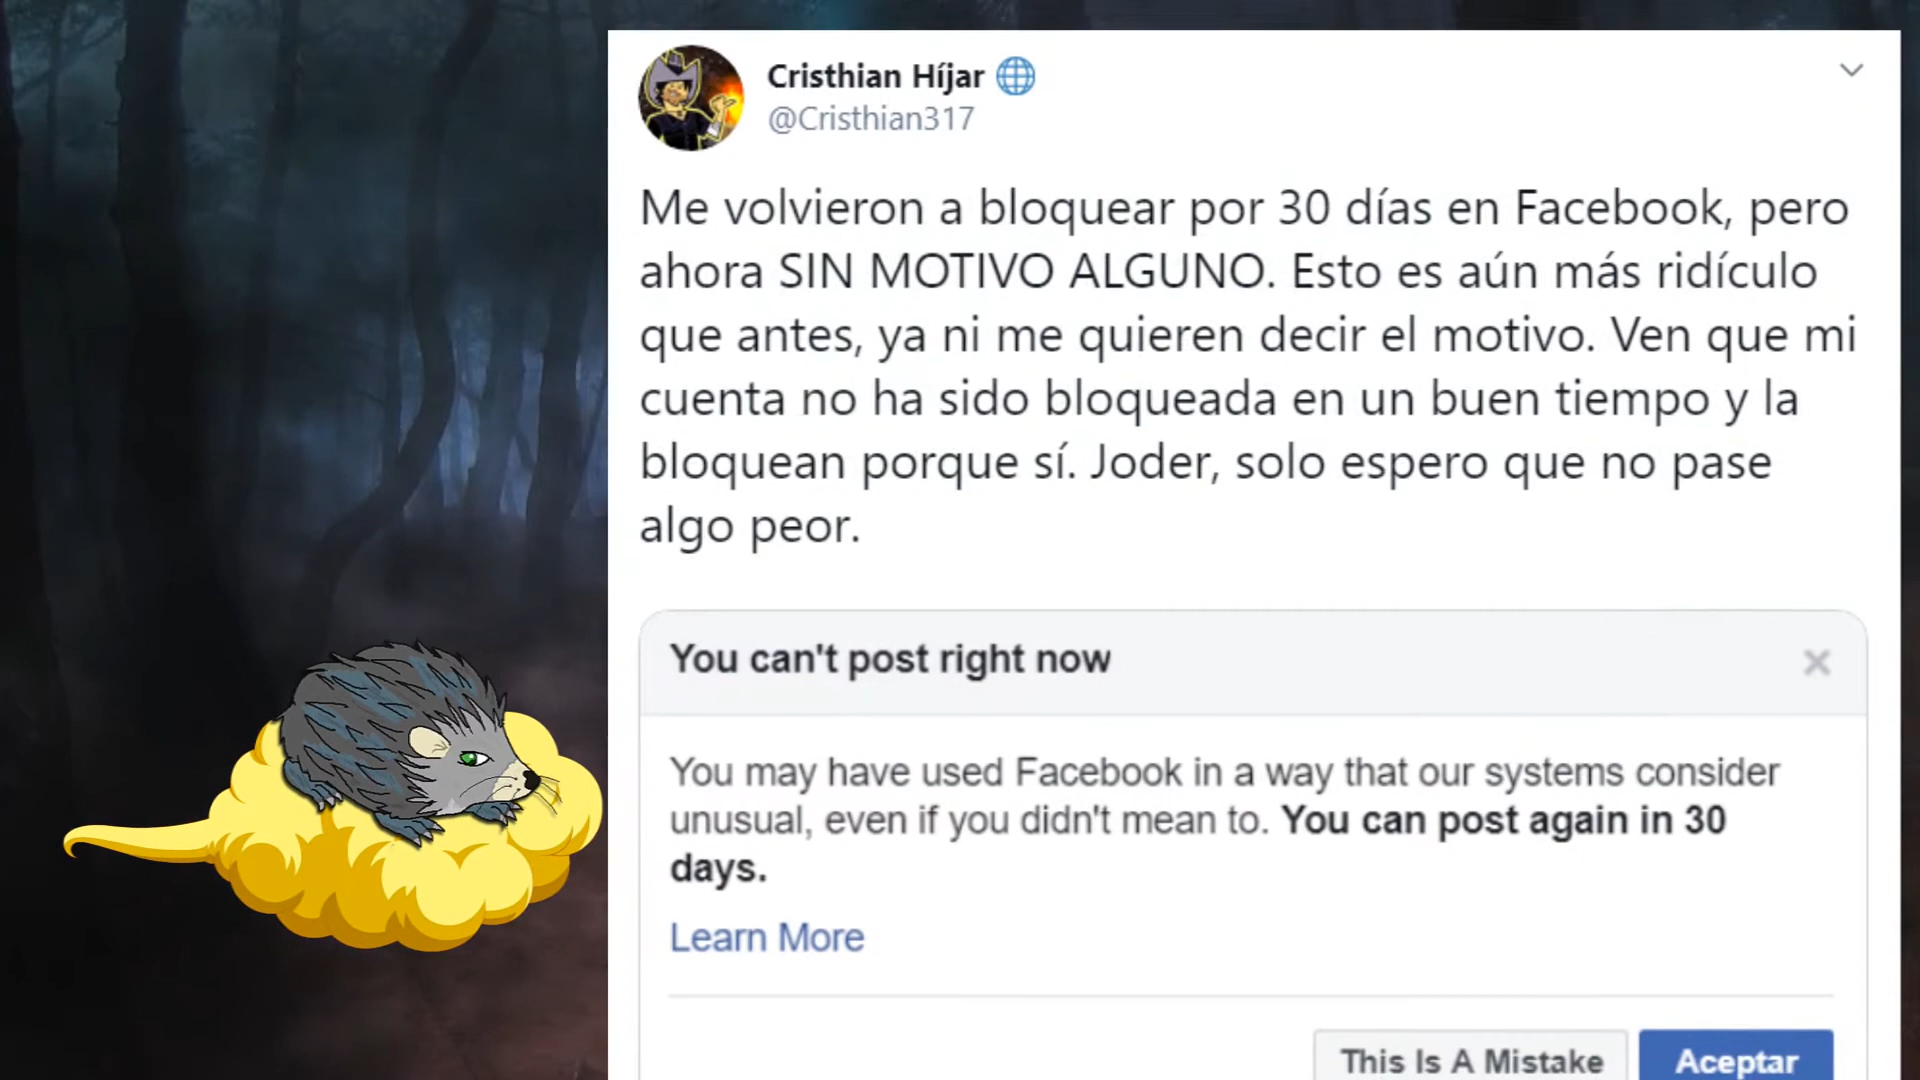 Cristhian Híjar
@Cristhian317
Me volvieron a bloquear por 30 días en Facebook, pero
ahora SIN MOTIVO ALGUNO. Esto es aún más ridículo
que antes, ya ni me quieren decir el motivo. Ven que mi
cuenta no ha sido bloqueada en un buen tiempo y la
bloquean porque sí. Joder, solo espero que no pase
algo peor.
You can't post right now
You may have used Facebook in a way that our systems consider
unusual, even if you didn't mean to. You can post again in 30
days.
Learn More
This Is A Mistake
Aceptar